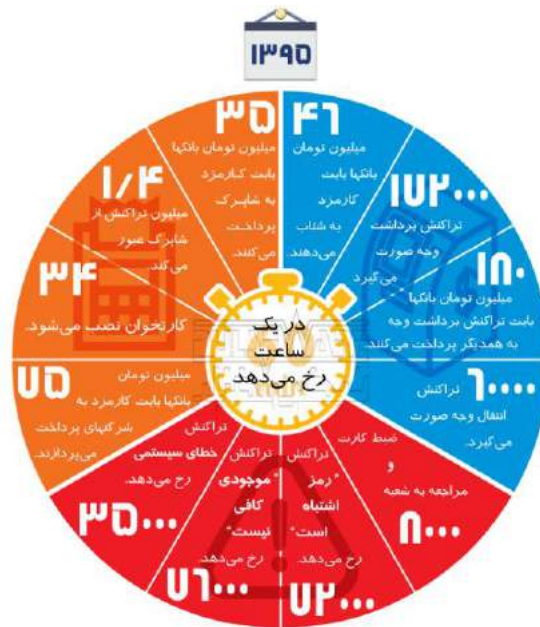 ۱۳۹۵
در یک
ساعت
رخ می‌دهد
۴۶
میلیون تومان
بانکها بابت
کارمزد
به شتاب
می‌دهند.
۱۷۲۰۰۰
تراکنش برداشت
وجه صورت
می‌گیرد
۱۸۰
میلیون تومان بانکها
بابت تراکنش برداشت وجه
به همدیگر پرداخت می‌کنند
۶۰۰۰۰
تراکنش
انتقال وجه صورت
می‌گیرد.
ضبط کارت
و
مراجعه به شعبه
۸۰۰۰
تراکنش
"رمز
اشتباه
است"
رخ می‌دهد.
۷۲۰۰۰
تراکنش
"موجودی
کافی
نیست"
رخ می‌دهد.
۷۶۰۰۰
تراکنش
خطای سیستمی
رخ می‌دهد.
۳۵۰۰۰
۷۵
میلیون تومان
بانکها بابت کارمزد به
شرکتهای پرداخت
می‌پردازند.
۳۴
کارتخوان نصب می‌شود.
۱/۴
میلیون تراکنش از
شاپرک عبور
می‌کند.
۳۵
میلیون تومان بانکها
بابت کارمزد
به شاپرک
پرداخت
می‌کنند.